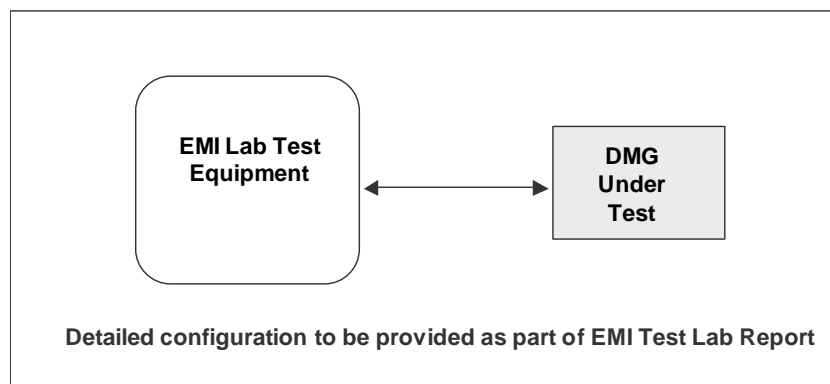 EMI Lab Test
Equipment
DMG
Under
Test
Detailed configuration to be provided as part of EMI Test Lab Report